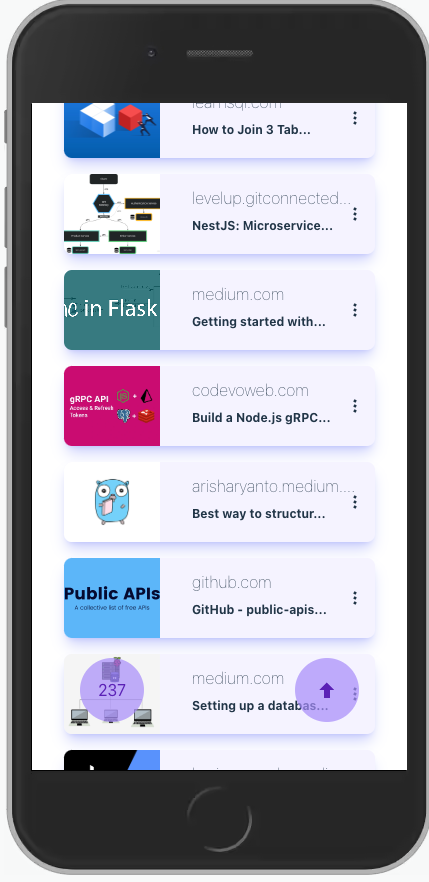 learnsql.com
How to Join 3 Tab...
levelup.gitconnected...
NestJS: Microservice...
ng in Flask
medium.com
Getting started with...
gRPC API
Access & Refresh
Tokens
codevoweb.com
Build a Node.js gRPC...
arisharyanto.medium....
Best way to structur...
Public APIs
A collective list of free APIs
github.com
GitHub - public-apis...
237
medium.com
Setting up a databas...